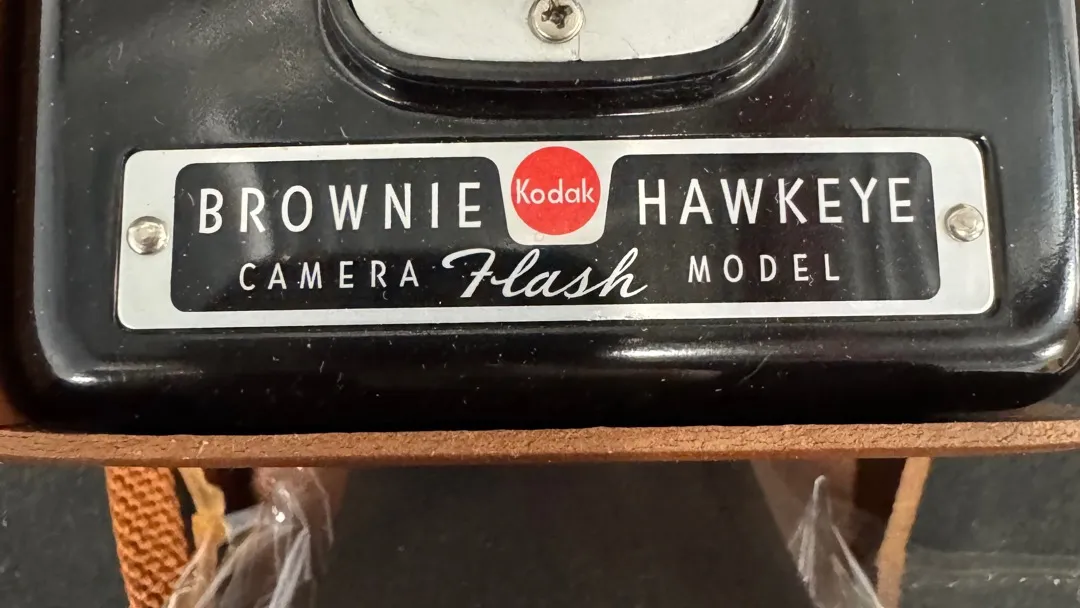 BROWNIE Kodak HAWKEYE
CAMERA Flash MODEL